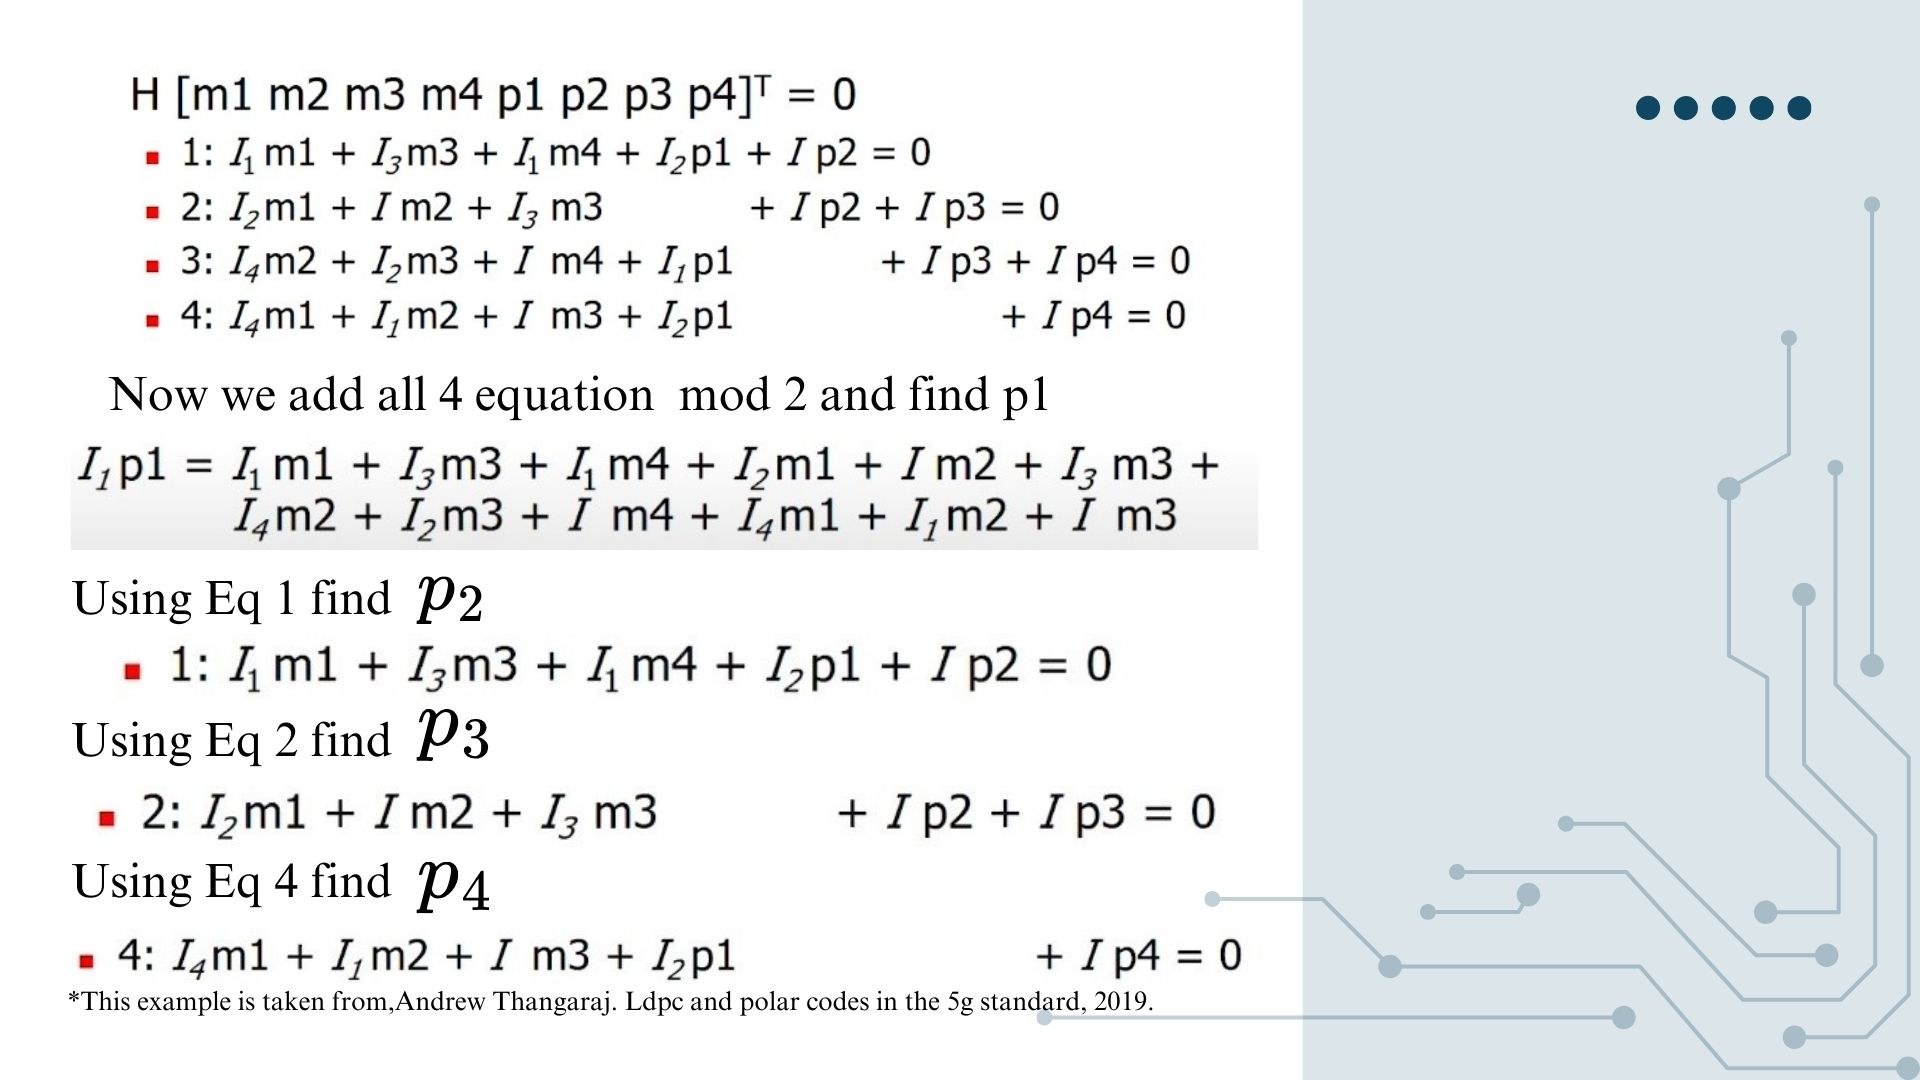 H [m1 m2 m3 m4 p1 p2 p3 p4]ᵀ = 0
▪ 1: I₁ m1 + I₃m3 + I₁ m4 + I₂p1 + I p2 = 0
▪ 2: I₂m1 + I m2 + I₃ m3 + I p2 + I p3 = 0
▪ 3: I₄m2 + I₂m3 + I m4 + I₁p1 + I p3 + I p4 = 0
▪ 4: I₄m1 + I₁m2 + I m3 + I₂p1 + I p4 = 0
Now we add all 4 equation mod 2 and find p1
I₁p1 = I₁ m1 + I₃m3 + I₁ m4 + I₂m1 + I m2 + I₃ m3 +
I₄m2 + I₂m3 + I m4 + I₄m1 + I₁m2 + I m3
Using Eq 1 find p₂
▪ 1: I₁ m1 + I₃m3 + I₁ m4 + I₂p1 + I p2 = 0
Using Eq 2 find p₃
▪ 2: I₂m1 + I m2 + I₃ m3 + I p2 + I p3 = 0
Using Eq 4 find p₄
▪ 4: I₄m1 + I₁m2 + I m3 + I₂p1 + I p4 = 0
*This example is taken from,Andrew Thangaraj. Ldpc and polar codes in the 5g standard, 2019.